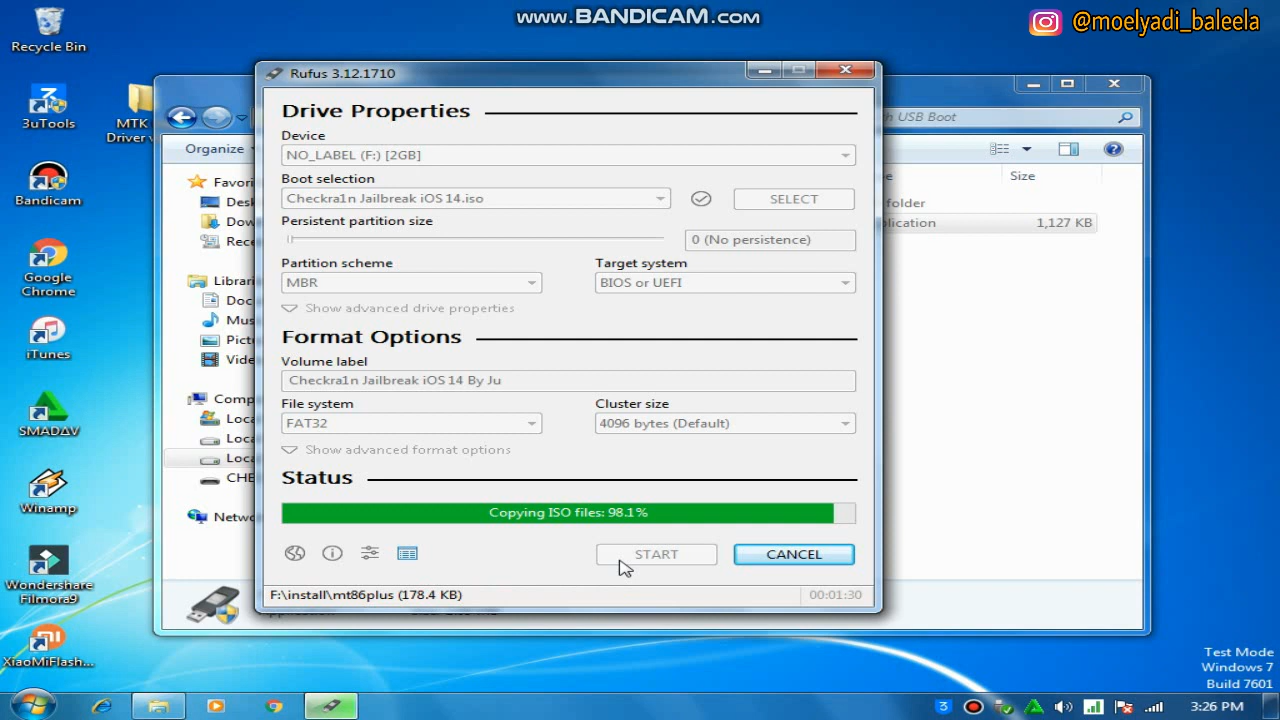 www.BANDICAM.com
@moelyadi_baleela
Recycle Bin
3uTools
MTK
Driver v
Bandicam
Google
Chrome
iTunes
SMADΔV
Winamp
Wondershare
Filmora9
XiaoMiFlash...
Rufus 3.12.1710
Drive Properties
Device
NO_LABEL (F:) [2GB]
Boot selection
Checkra1n Jailbreak iOS 14.iso
SELECT
Persistent partition size
0 (No persistence)
Partition scheme
Target system
MBR
BIOS or UEFI
Show advanced drive properties
Format Options
Volume label
Checkra1n Jailbreak iOS 14 By Ju
File system
Cluster size
FAT32
4096 bytes (Default)
Show advanced format options
Status
Copying ISO files: 98.1%
START
CANCEL
F:\install\mt86plus (178.4 KB)
00:01:30
USB Boot
Organize
Size
folder
1,127 KB
Favori
Desk
Dow
Rece
Librari
Doc
Mus
Pict
Vide
Comp
Loca
Loca
Loca
CHE
Netwo
Test Mode
Windows 7
Build 7601
3:26 PM